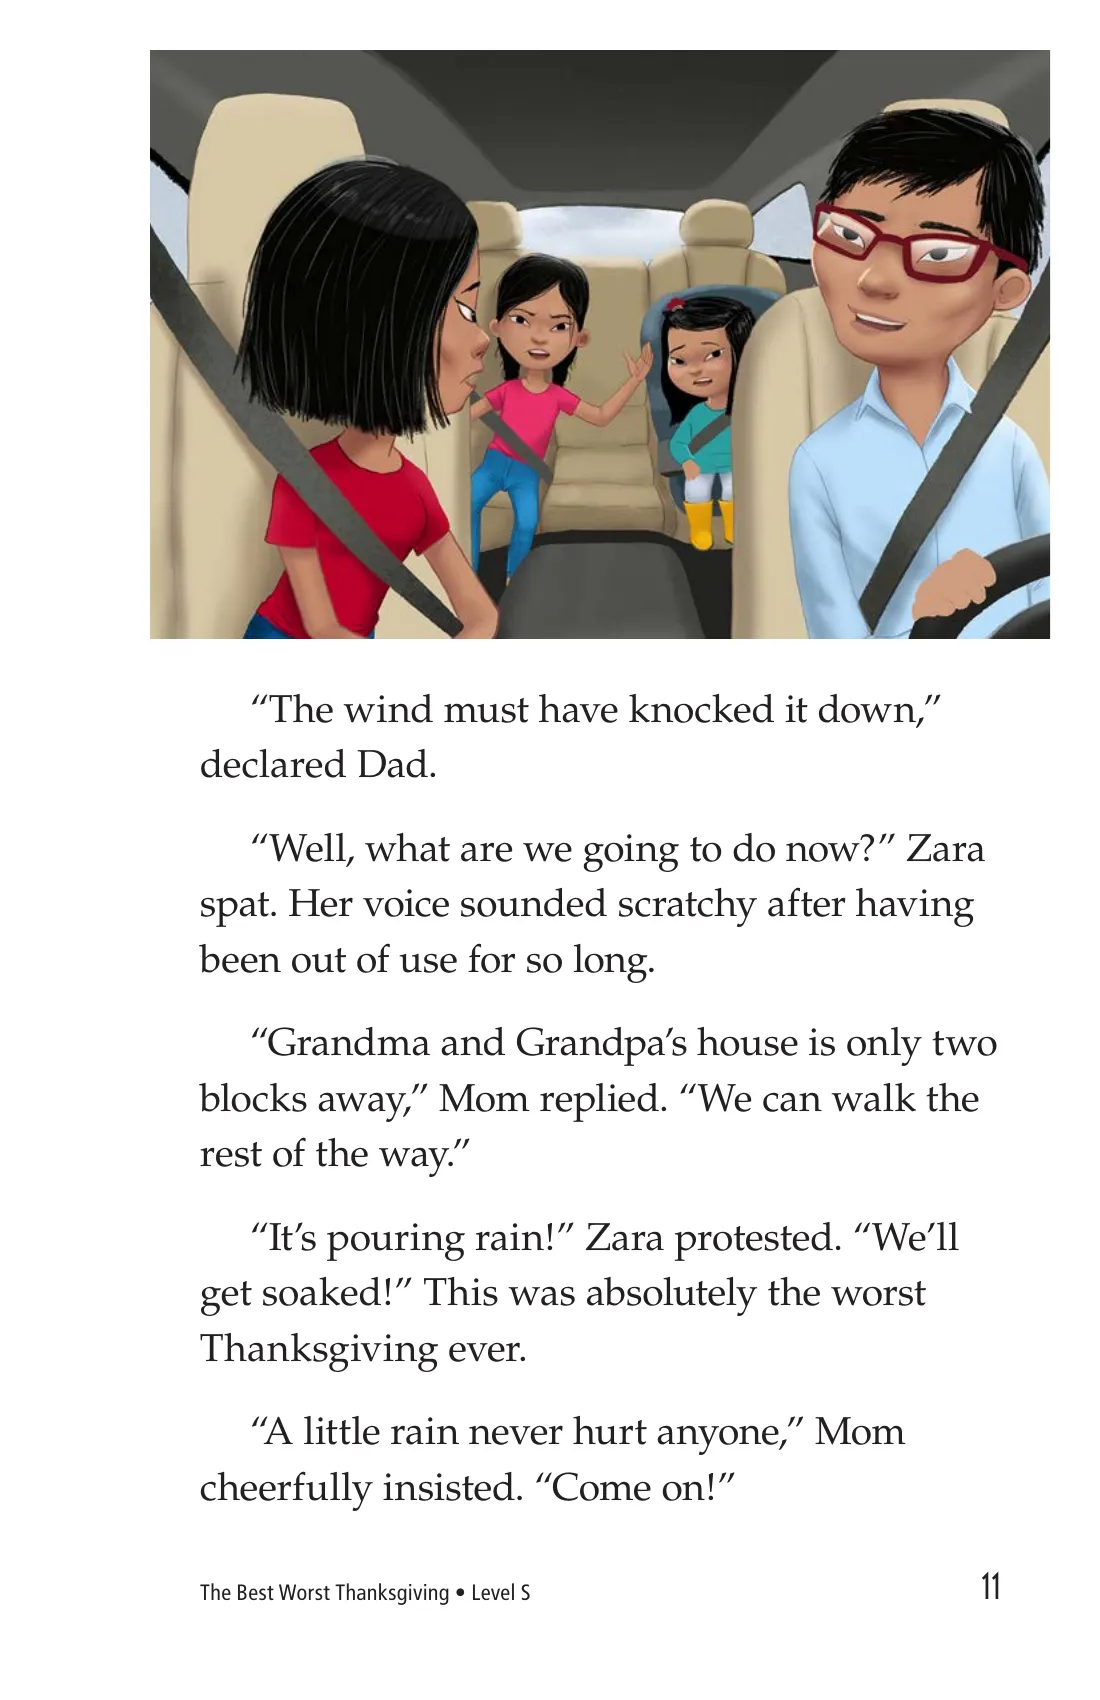 “The wind must have knocked it down,”
declared Dad.
“Well, what are we going to do now?” Zara
spat. Her voice sounded scratchy after having
been out of use for so long.
“Grandma and Grandpa’s house is only two
blocks away,” Mom replied. “We can walk the
rest of the way.”
“It’s pouring rain!” Zara protested. “We’ll
get soaked!” This was absolutely the worst
Thanksgiving ever.
“A little rain never hurt anyone,” Mom
cheerfully insisted. “Come on!”
The Best Worst Thanksgiving • Level S 11